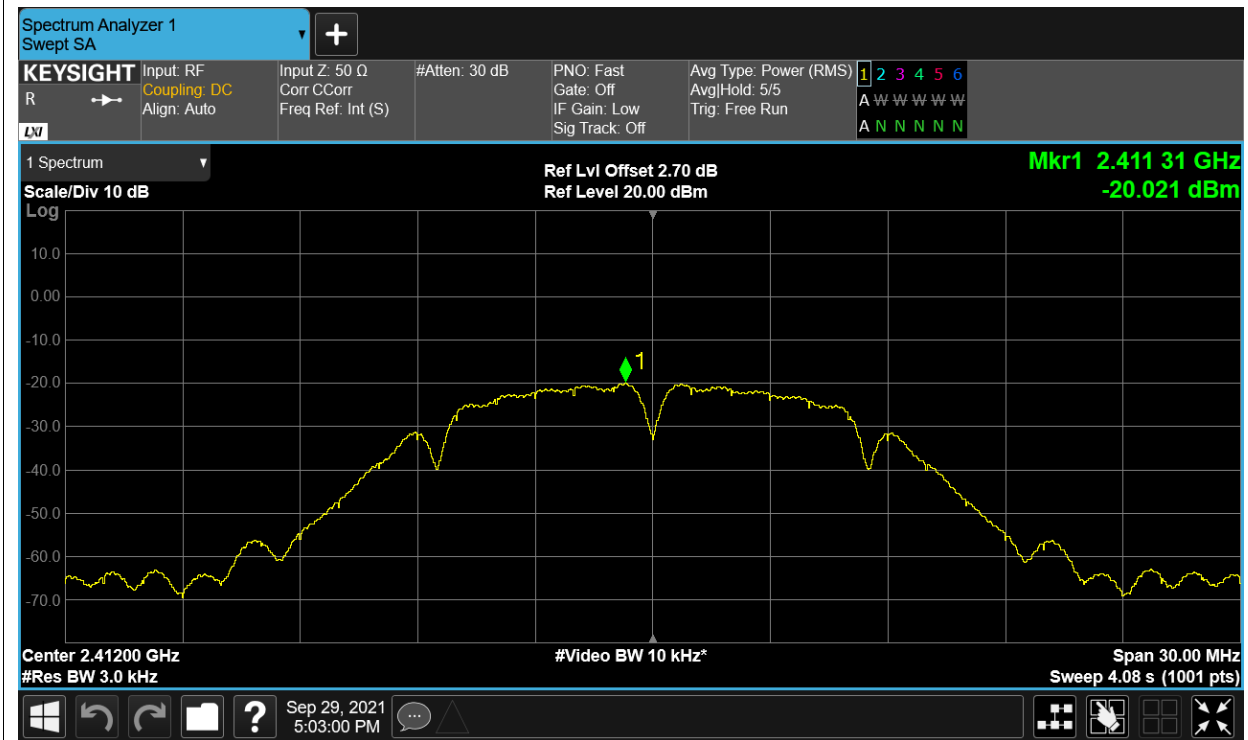 Spectrum Analyzer 1
Swept SA
+
KEYSIGHT
R
LXI
Input: RF
Coupling: DC
Align: Auto
Input Z: 50 Ω
Corr CCorr
Freq Ref: Int (S)
#Atten: 30 dB
PNO: Fast
Gate: Off
IF Gain: Low
Sig Track: Off
Avg Type: Power (RMS)
Avg|Hold: 5/5
Trig: Free Run
1 2 3 4 5 6
A W W W W W
A N N N N N
1 Spectrum
Scale/Div 10 dB
Ref Lvl Offset 2.70 dB
Ref Level 20.00 dBm
Mkr1 2.411 31 GHz
-20.021 dBm
Log
10.0
0.00
-10.0
-20.0
-30.0
-40.0
-50.0
-60.0
-70.0
1
Center 2.41200 GHz
#Res BW 3.0 kHz
#Video BW 10 kHz*
Span 30.00 MHz
Sweep 4.08 s (1001 pts)
?
Sep 29, 2021
5:03:00 PM